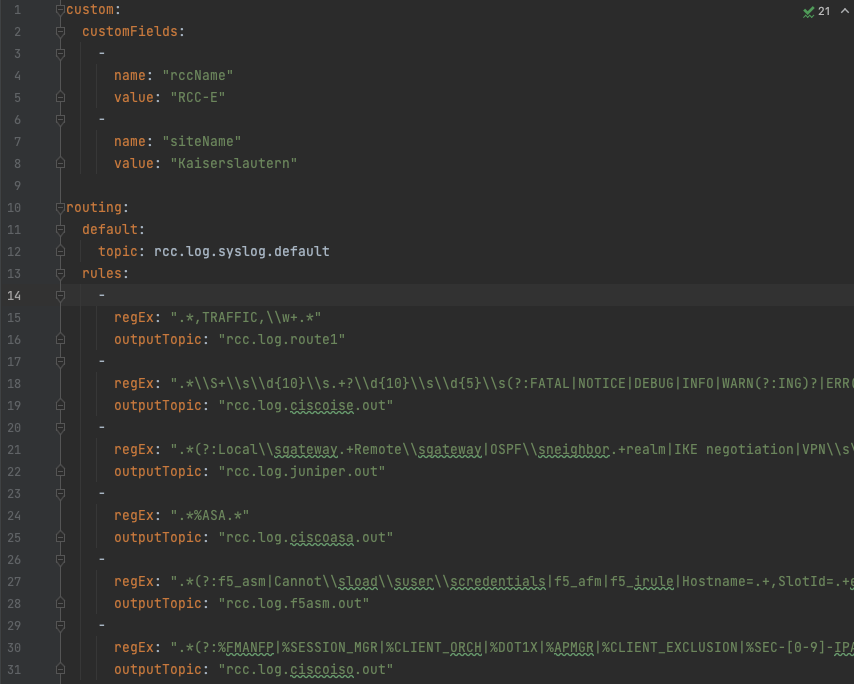 21
1 custom:
2 customFields:
3 -
4 name: "rccName"
5 value: "RCC-E"
6 -
7 name: "siteName"
8 value: "Kaiserslautern"
9
10 routing:
11 default:
12 topic: rcc.log.syslog.default
13 rules:
14 -
15 regEx: ".*,TRAFFIC,\\w+.*"
16 outputTopic: "rcc.log.route1"
17 -
18 regEx: ".*\\S+\\s\\d{10}\\s.+?\\d{10}\\s\\d{5}\\s(?:FATAL|NOTICE|DEBUG|INFO|WARN(?:ING)?|ERRO
19 outputTopic: "rcc.log.ciscoise.out"
20 -
21 regEx: ".*(?:Local\\sgateway.+Remote\\sgateway|OSPF\\sneighbor.+realm|IKE negotiation|VPN\\s\
22 outputTopic: "rcc.log.juniper.out"
23 -
24 regEx: ".*%ASA.*"
25 outputTopic: "rcc.log.ciscoasa.out"
26 -
27 regEx: ".*(?:f5_asm|Cannot\\sload\\suser\\scredentials|f5_afm|f5_irule|Hostname=.+,SlotId=.+e
28 outputTopic: "rcc.log.f5asm.out"
29 -
30 regEx: ".*(?:%FMANFP|%SESSION_MGR|%CLIENT_ORCH|%DOT1X|%APMGR|%CLIENT_EXCLUSION|%SEC-[0-9]-IPA
31 outputTopic: "rcc.log.ciscoiso.out"